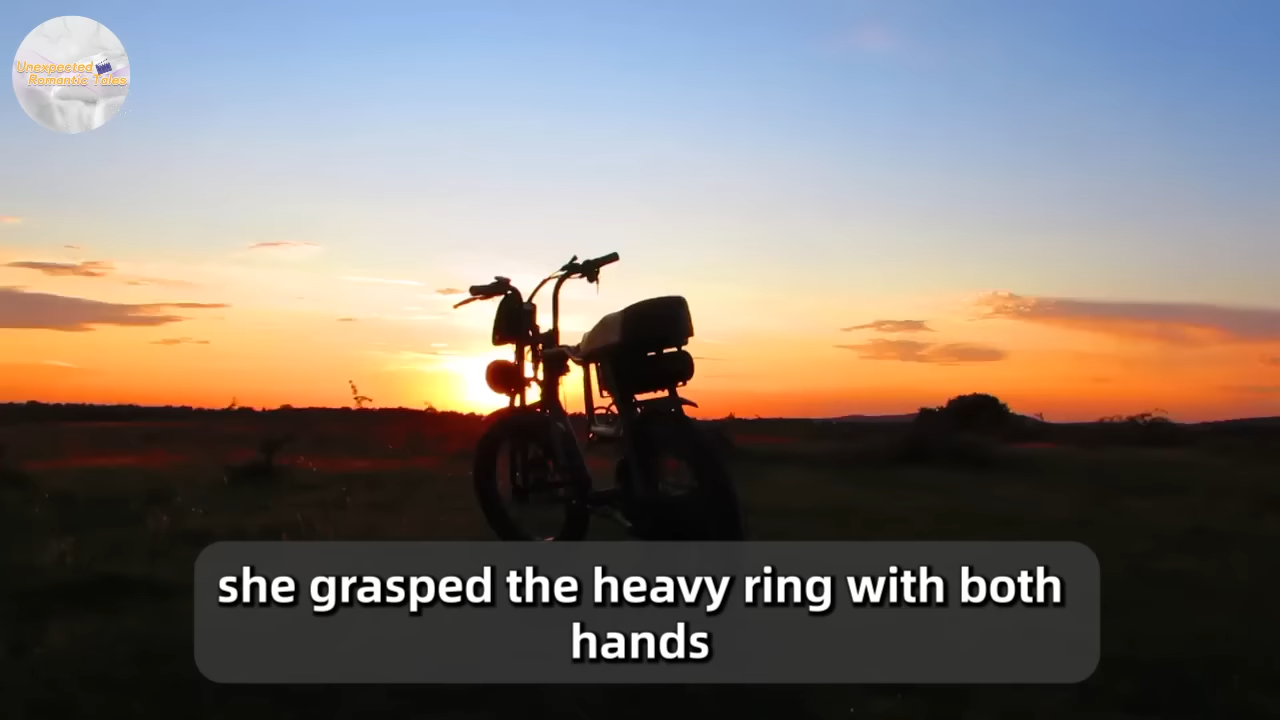 Unexpected
Romantic Tales
she grasped the heavy ring with both
hands